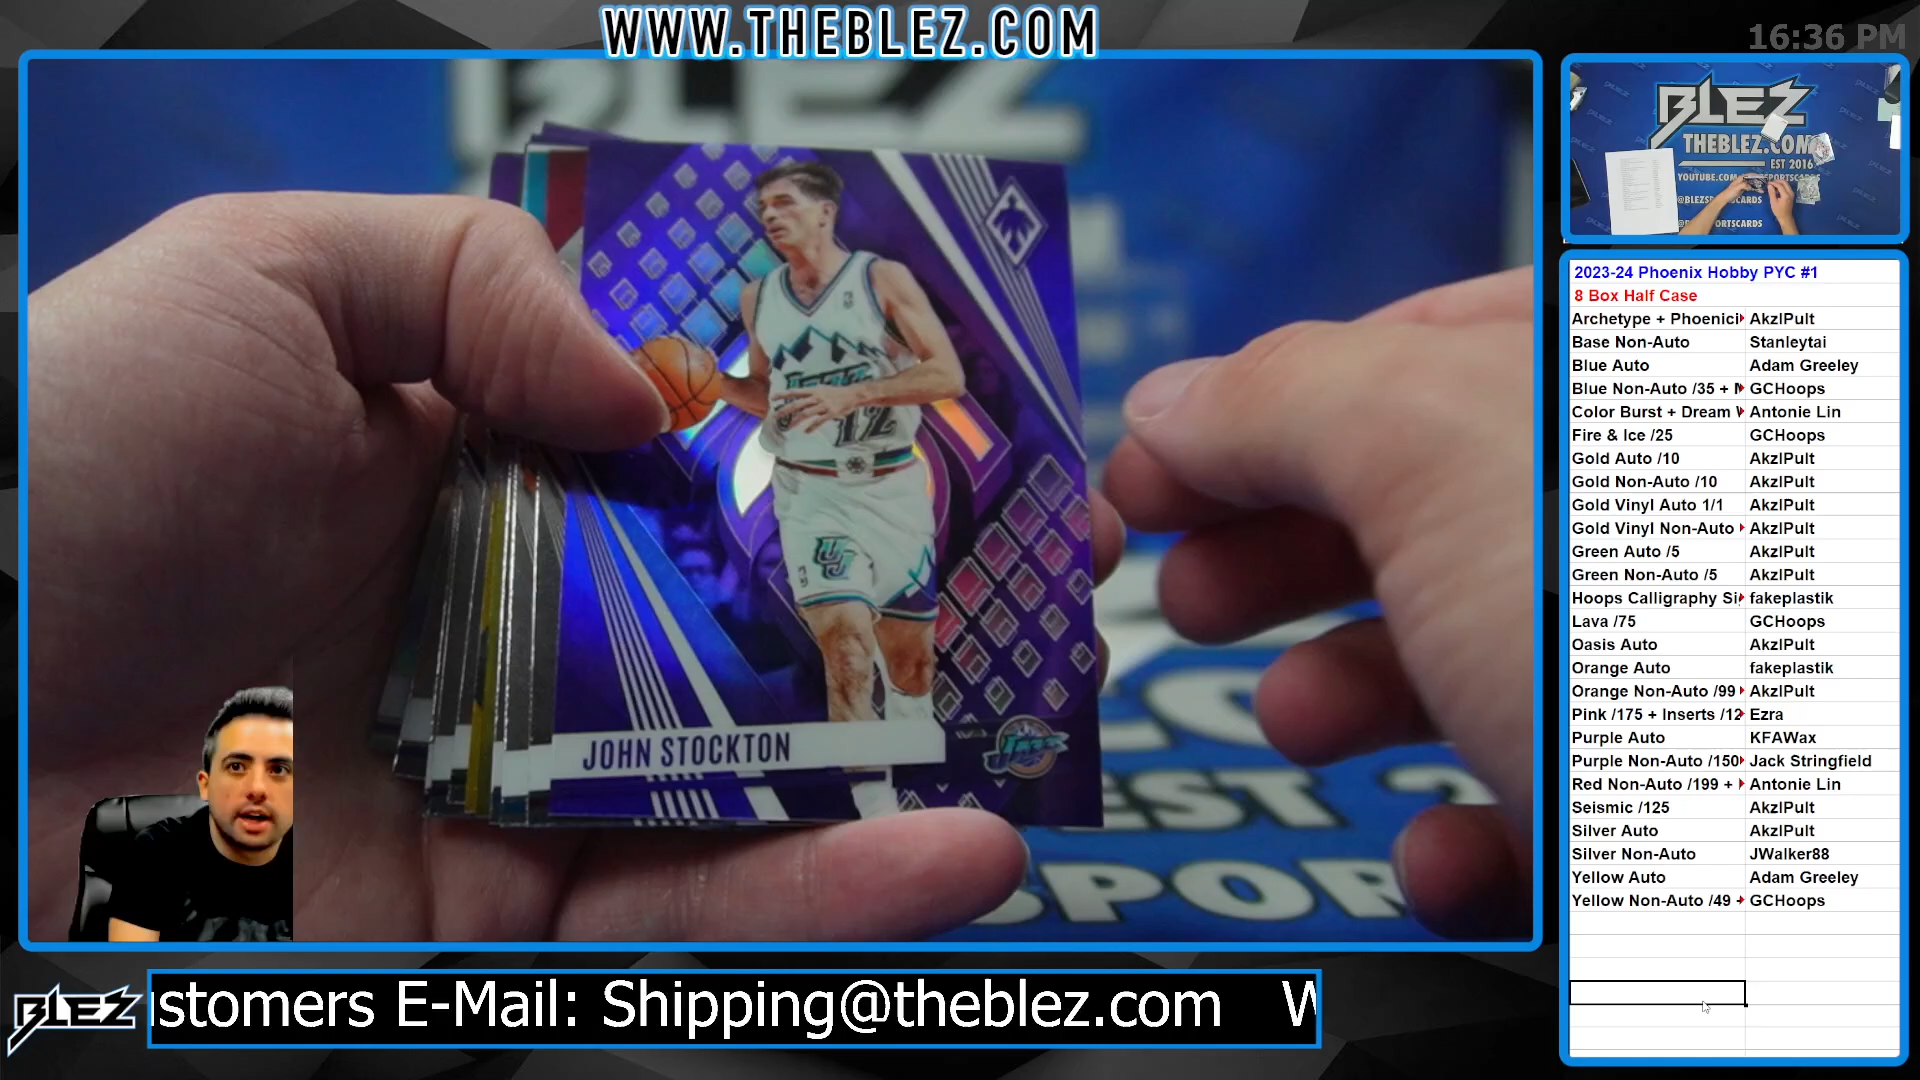 WWW.THEBLEZ.COM
16:36 PM
BLEZ
THEBLEZ.COM
EST 2016
JAZZ
12
JOHN STOCKTON
JAZZ
2023-24 Phoenix Hobby PYC #1
8 Box Half Case
Archetype + Phoenici AkzlPult
Base Non-Auto Stanleytai
Blue Auto Adam Greeley
Blue Non-Auto /35 + GCHoops
Color Burst + Dream Antonie Lin
Fire & Ice /25 GCHoops
Gold Auto /10 AkzlPult
Gold Non-Auto /10 AkzlPult
Gold Vinyl Auto 1/1 AkzlPult
Gold Vinyl Non-Auto AkzlPult
Green Auto /5 AkzlPult
Green Non-Auto /5 AkzlPult
Hoops Calligraphy Si fakeplastik
Lava /75 GCHoops
Oasis Auto AkzlPult
Orange Auto fakeplastik
Orange Non-Auto /99 AkzlPult
Pink /175 + Inserts /12 Ezra
Purple Auto KFAWax
Purple Non-Auto /150 Jack Stringfield
Red Non-Auto /199 + Antonie Lin
Seismic /125 AkzlPult
Silver Auto AkzlPult
Silver Non-Auto JWalker88
Yellow Auto Adam Greeley
Yellow Non-Auto /49 + GCHoops
BLEZ
ustomers E-Mail: Shipping@theblez.com W